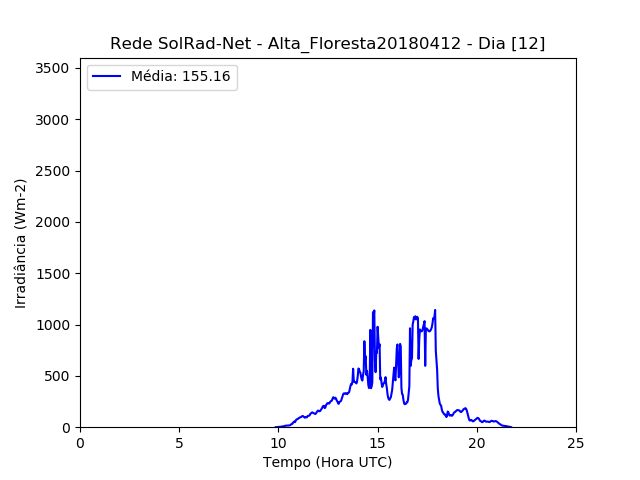 Rede SolRad-Net - Alta_Floresta20180412 - Dia [12]
Média: 155.16
Irradiância (Wm-2)
3500
3000
2500
2000
1500
1000
500
0
0 5 10 15 20 25
Tempo (Hora UTC)